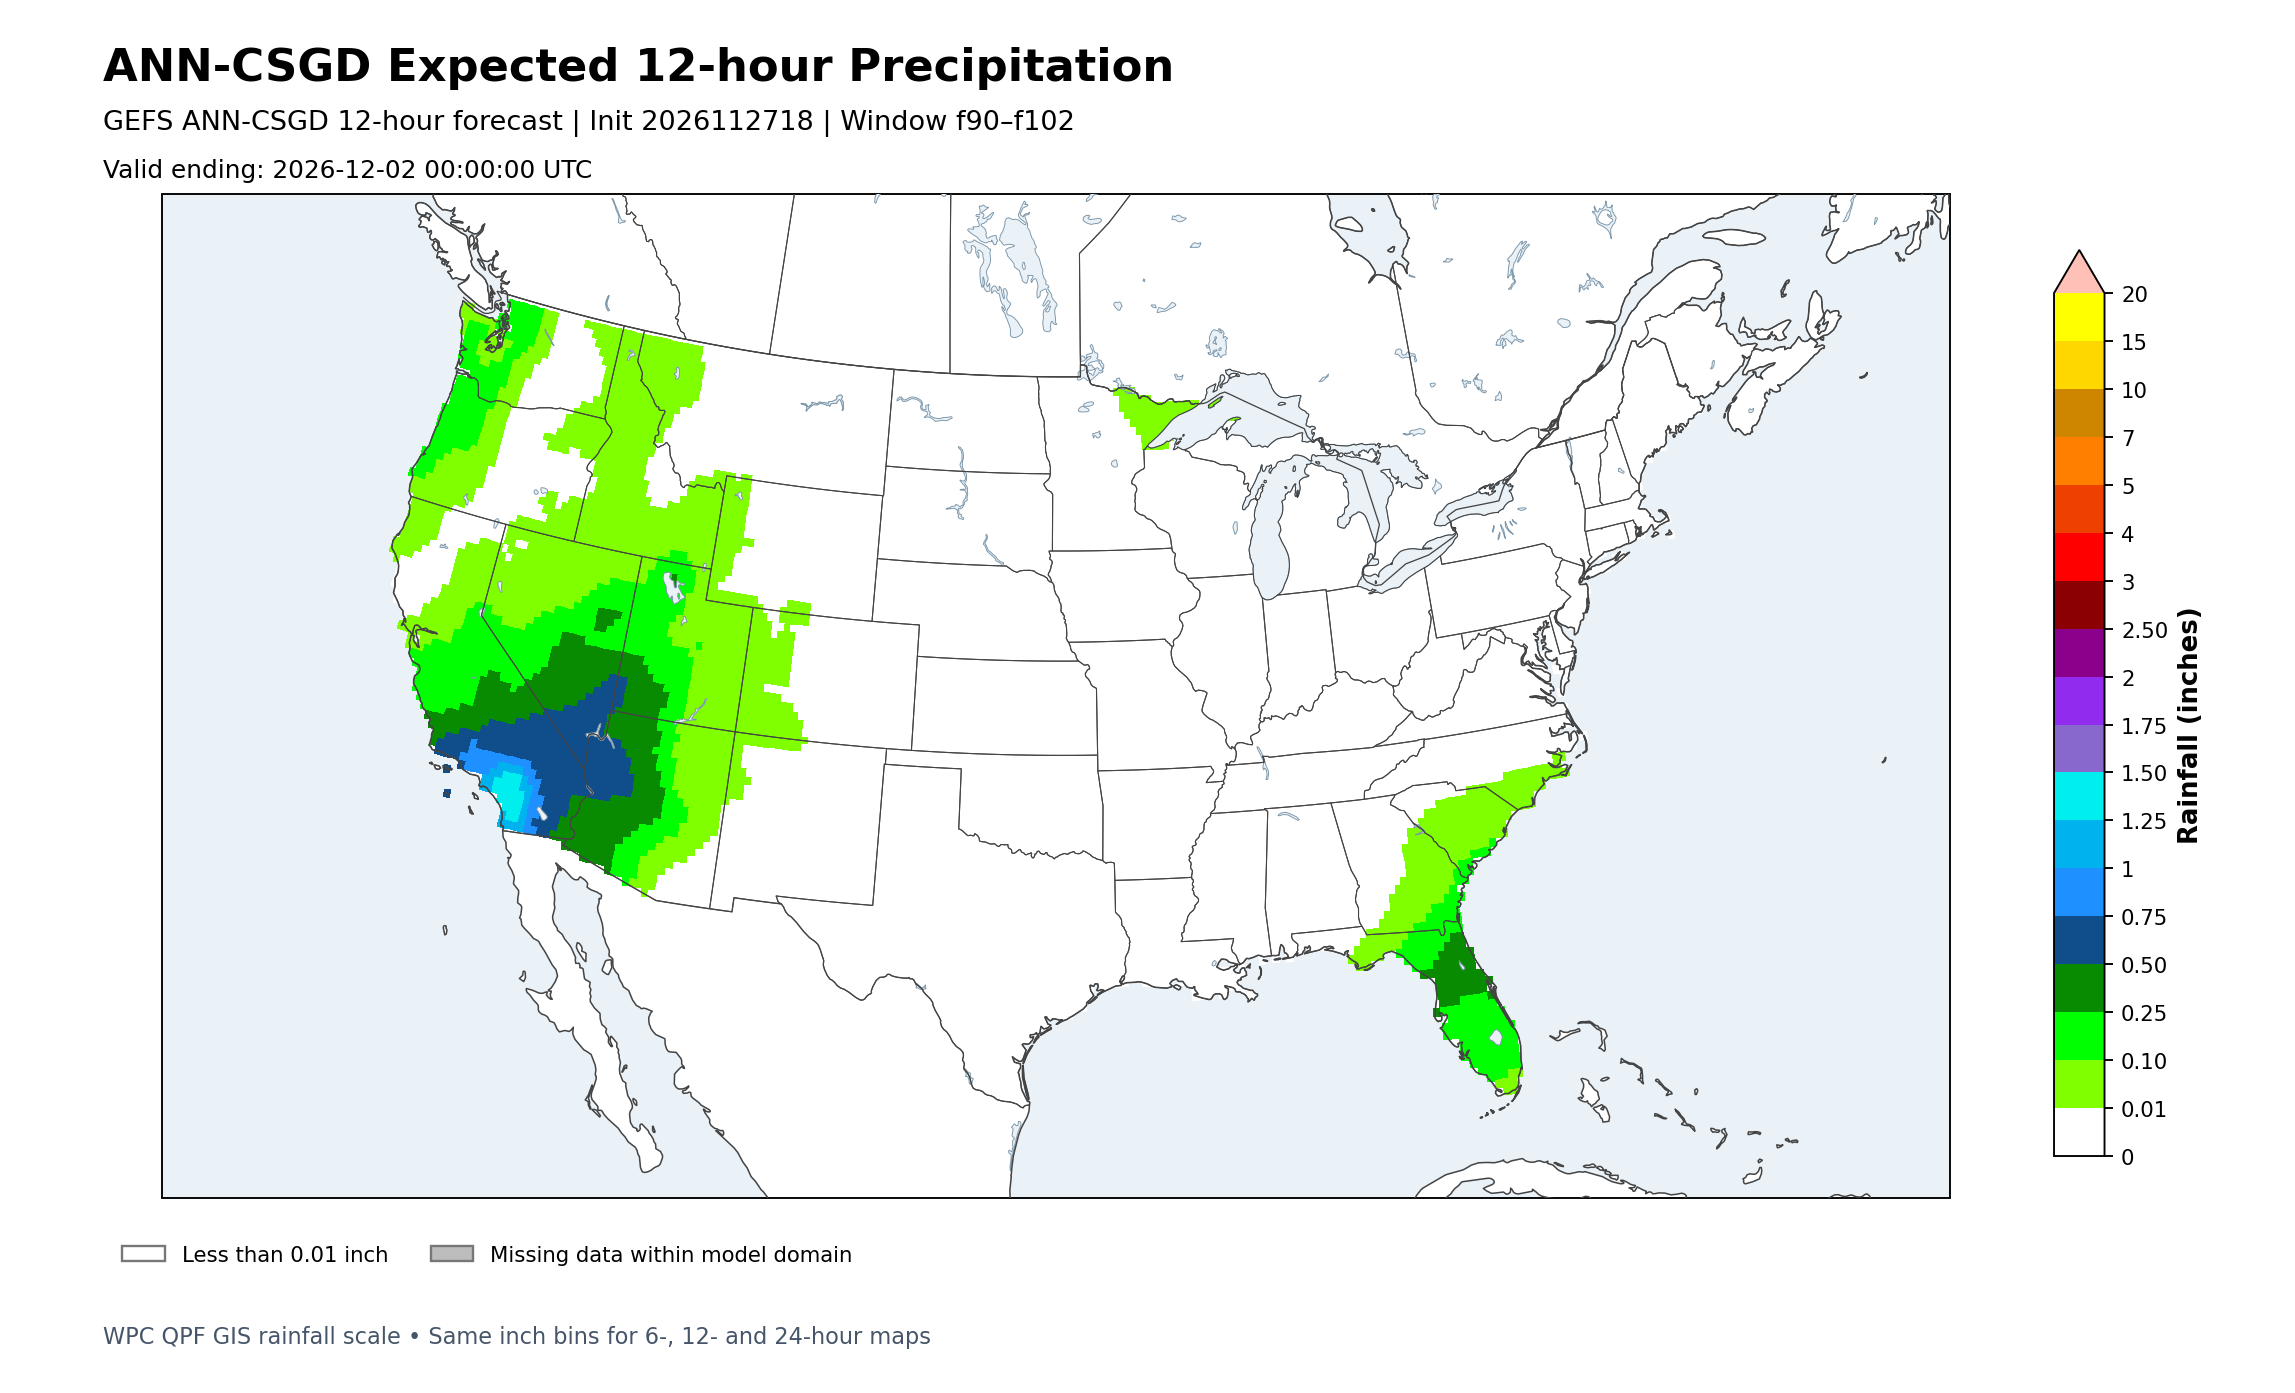 ANN-CSGD Expected 12-hour Precipitation
GEFS ANN-CSGD 12-hour forecast | Init 2026112718 | Window f90–f102
Valid ending: 2026-12-02 00:00:00 UTC
20
15
10
7
5
4
3
2.50
2
1.75
1.50
1.25
1
0.75
0.50
0.25
0.10
0.01
0
Rainfall (inches)
Less than 0.01 inch
Missing data within model domain
WPC QPF GIS rainfall scale • Same inch bins for 6-, 12- and 24-hour maps